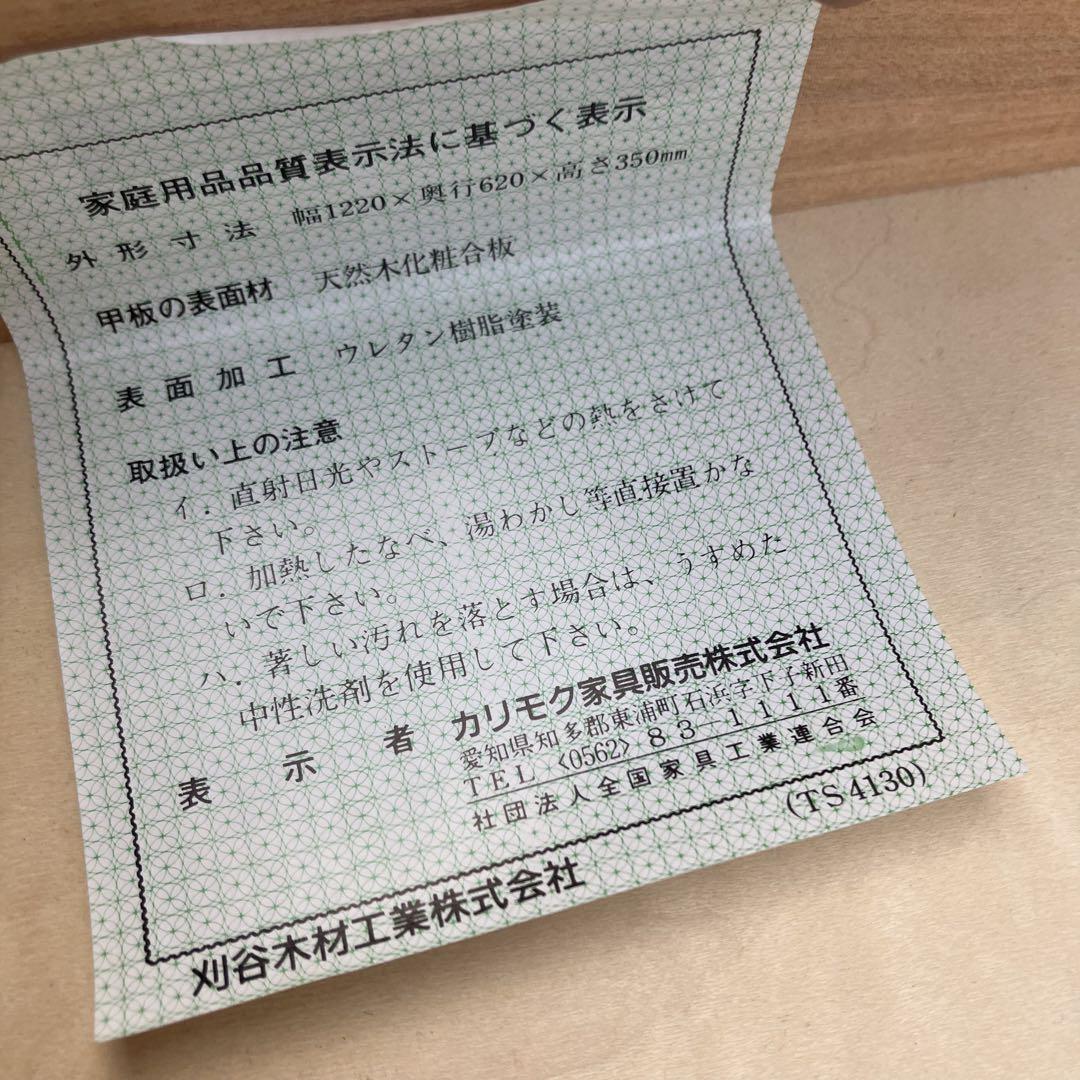 家庭用品品質表示法に基づく表示
外形寸法 幅1220×奥行620×高さ350mm
甲板の表面材 天然木化粧合板
表面加工 ウレタン樹脂塗装
取扱い上の注意
イ．直射日光やストーブなどの熱をさけて
下さい。
ロ．加熱したなべ、湯わかし等直接置かな
いで下さい。
ハ．著しい汚れを落とす場合は、うすめた
中性洗剤を使用して下さい。
表示者 カリモク家具販売株式会社
愛知県知多郡東浦町石浜字下子新田
TEL〈0562〉83―1111番
社団法人全国家具工業連合会
(TS4130)
刈谷木材工業株式会社